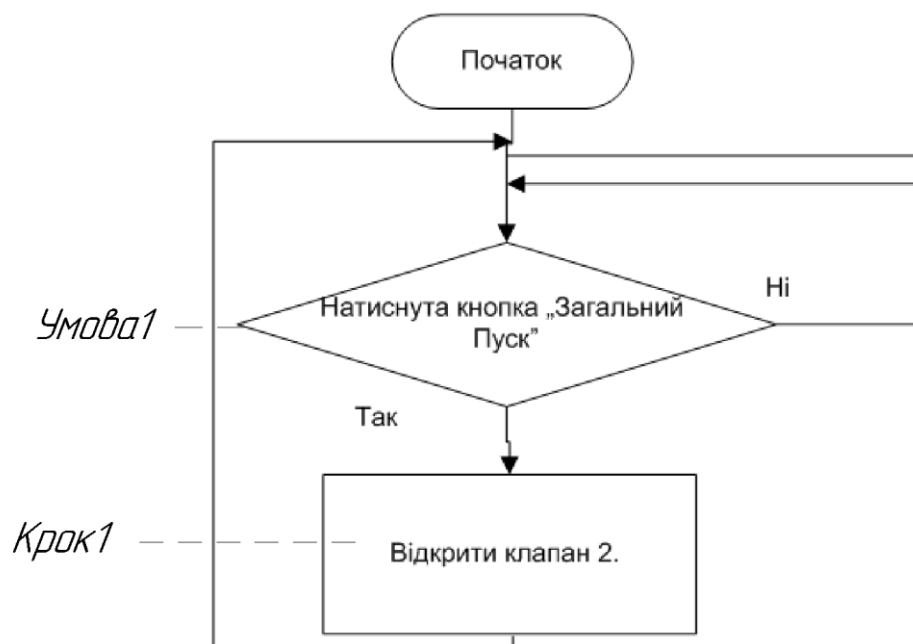 Початок
Натиснута кнопка „Загальний
Пуск”
Ні
Умова1
Так
Крок1
Відкрити клапан 2.